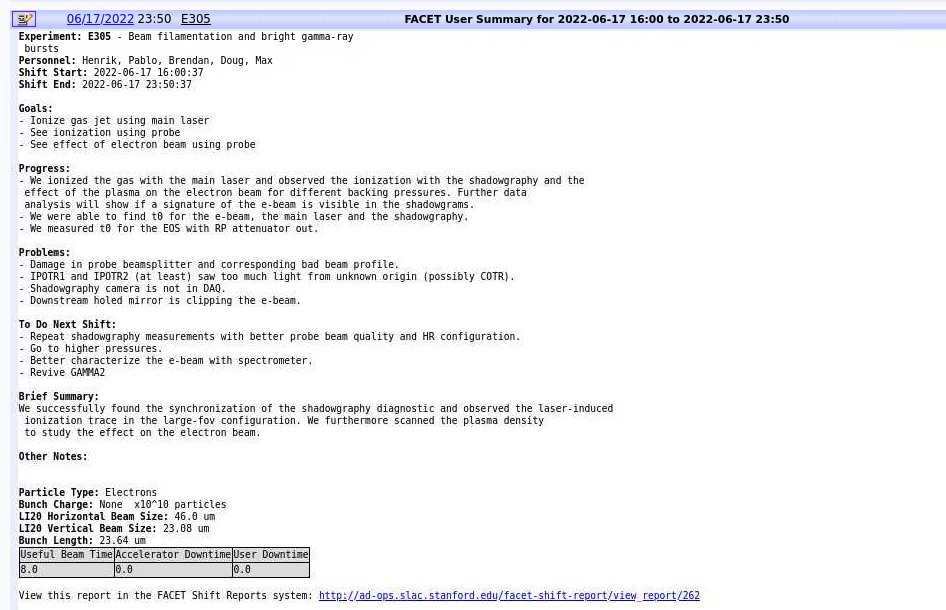 06/17/2022 23:50 E305 FACET User Summary for 2022-06-17 16:00 to 2022-06-17 23:50
Experiment: E305 - Beam filamentation and bright gamma-ray
bursts
Personnel: Henrik, Pablo, Brendan, Doug, Max
Shift Start: 2022-06-17 16:00:37
Shift End: 2022-06-17 23:50:37
Goals:
- Ionize gas jet using main laser
- See ionization using probe
- See effect of electron beam using probe
Progress:
- We ionized the gas with the main laser and observed the ionization with the shadowgraphy and the
effect of the plasma on the electron beam for different backing pressures. Further data
analysis will show if a signature of the e-beam is visible in the shadowgrams.
- We were able to find t0 for the e-beam, the main laser and the shadowgraphy.
- We measured t0 for the EOS with RP attenuator out.
Problems:
- Damage in probe beamsplitter and corresponding bad beam profile.
- IPOTR1 and IPOTR2 (at least) saw too much light from unknown origin (possibly COTR).
- Shadowgraphy camera is not in DAQ.
- Downstream holed mirror is clipping the e-beam.
To Do Next Shift:
- Repeat shadowgraphy measurements with better probe beam quality and HR configuration.
- Go to higher pressures.
- Better characterize the e-beam with spectrometer.
- Revive GAMMA2
Brief Summary:
We successfully found the synchronization of the shadowgraphy diagnostic and observed the laser-induced
ionization trace in the large-fov configuration. We furthermore scanned the plasma density
to study the effect on the electron beam.
Other Notes:
Particle Type: Electrons
Bunch Charge: None x10^10 particles
LI20 Horizontal Beam Size: 46.0 um
LI20 Vertical Beam Size: 23.08 um
Bunch Length: 23.64 um
Useful Beam Time Accelerator Downtime User Downtime
8.0 0.0 0.0
View this report in the FACET Shift Reports system: http://ad-ops.slac.stanford.edu/facet-shift-report/view_report/262